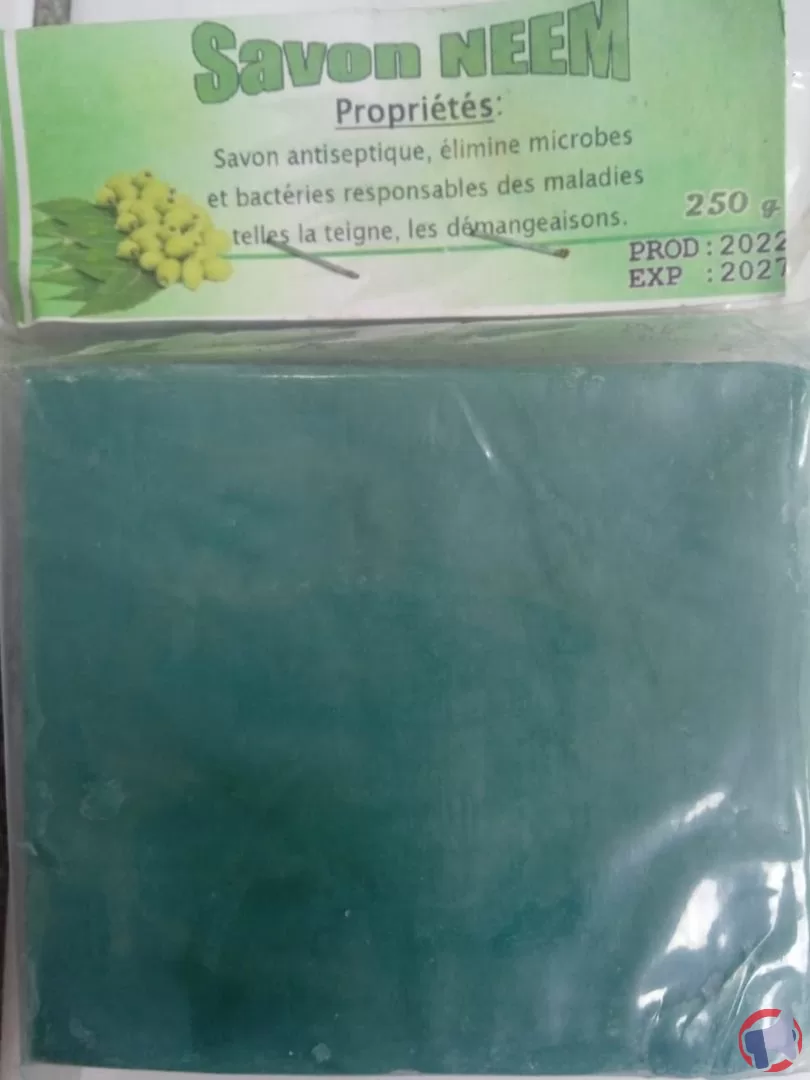 Savon NEEM
Propriétés:
Savon antiseptique, élimine microbes
et bactéries responsables des maladies
telles la teigne, les démangeaisons.
250 g
PROD : 2022
EXP : 2027